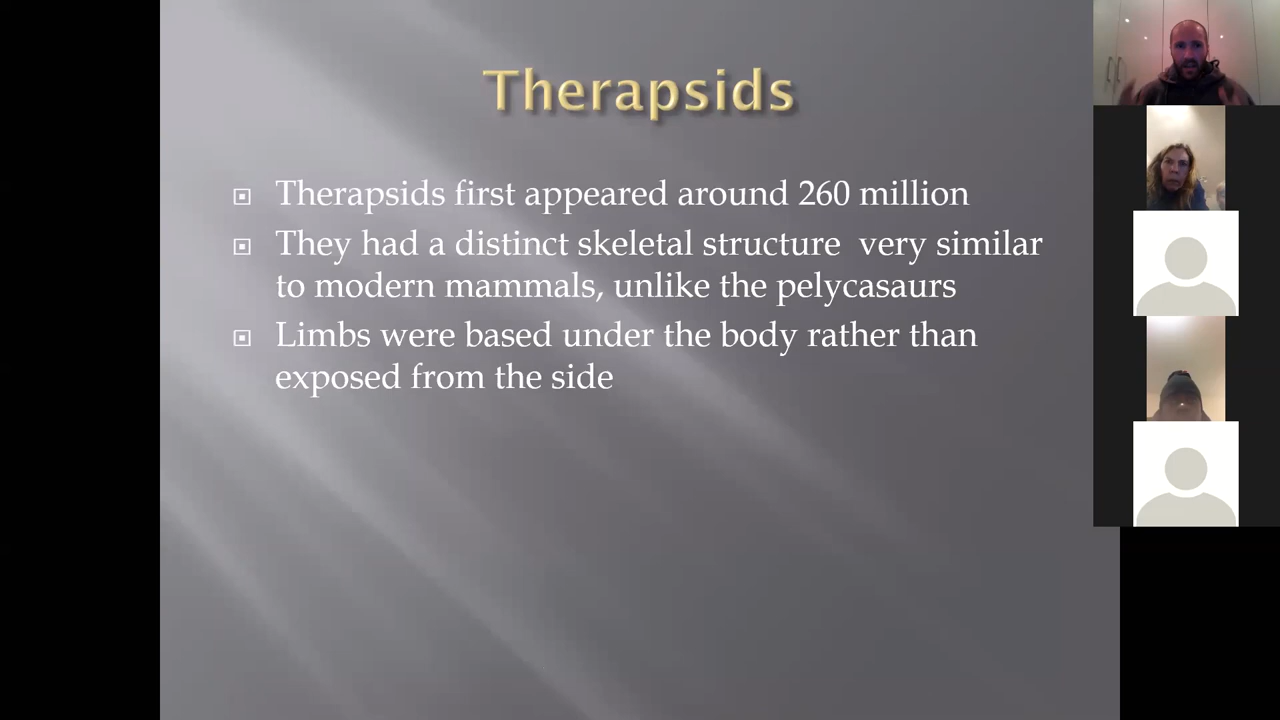 Therapsids
Therapsids first appeared around 260 million
They had a distinct skeletal structure  very similar
to modern mammals, unlike the pelycasaurs
Limbs were based under the body rather than
exposed from the side